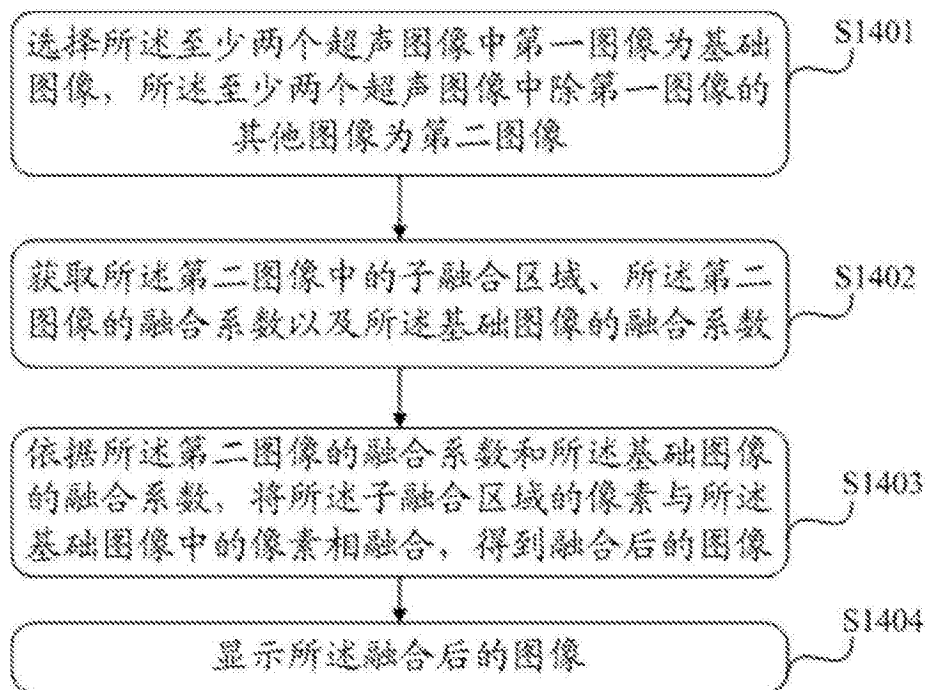 选择所述至少两个超声图像中第一图像为基础
图像，所述至少两个超声图像中除第一图像的
其他图像为第二图像
S1401
获取所述第二图像中的子融合区域、所述第二
图像的融合系数以及所述基础图像的融合系数
S1402
依据所述第二图像的融合系数和所述基础图像
的融合系数，将所述子融合区域的像素与所述
基础图像中的像素相融合，得到融合后的图像
S1403
显示所述融合后的图像
S1404